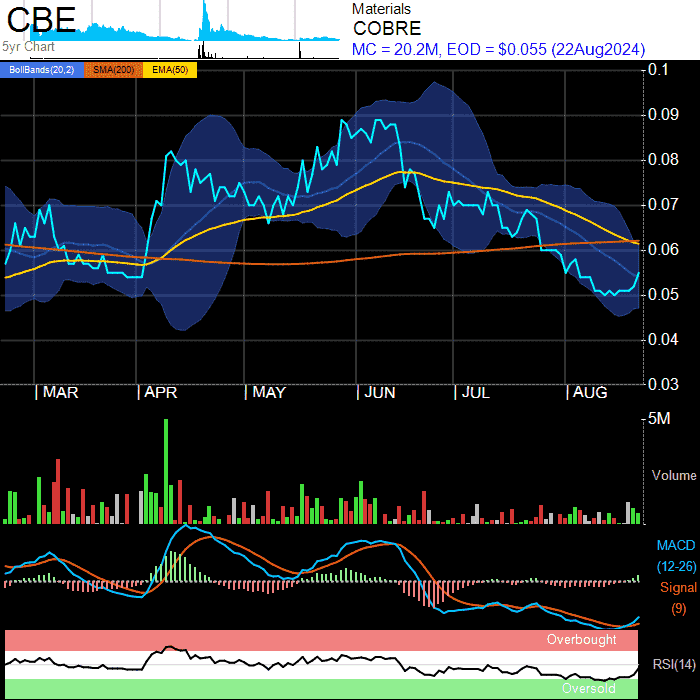 CBE
5yr Chart
Materials
COBRE
MC = 20.2M, EOD = $0.055 (22Aug2024)
BollBands(20,2) SMA(200) EMA(50)
0.1
0.09
0.08
0.07
0.06
0.05
0.04
0.03
MAR APR MAY JUN JUL AUG
5M
Volume
MACD
(12-26)
Signal
(9)
Overbought
RSI(14)
Oversold